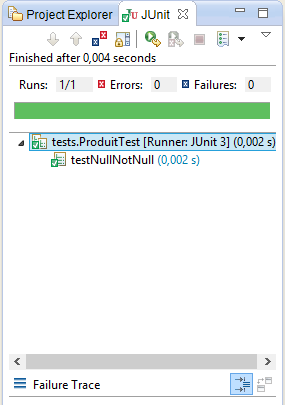 Project Explorer JUnit
Finished after 0,004 seconds
Runs: 1/1 Errors: 0 Failures: 0
tests.ProduitTest [Runner: JUnit 3] (0,002 s)
testNullNotNull (0,002 s)
Failure Trace